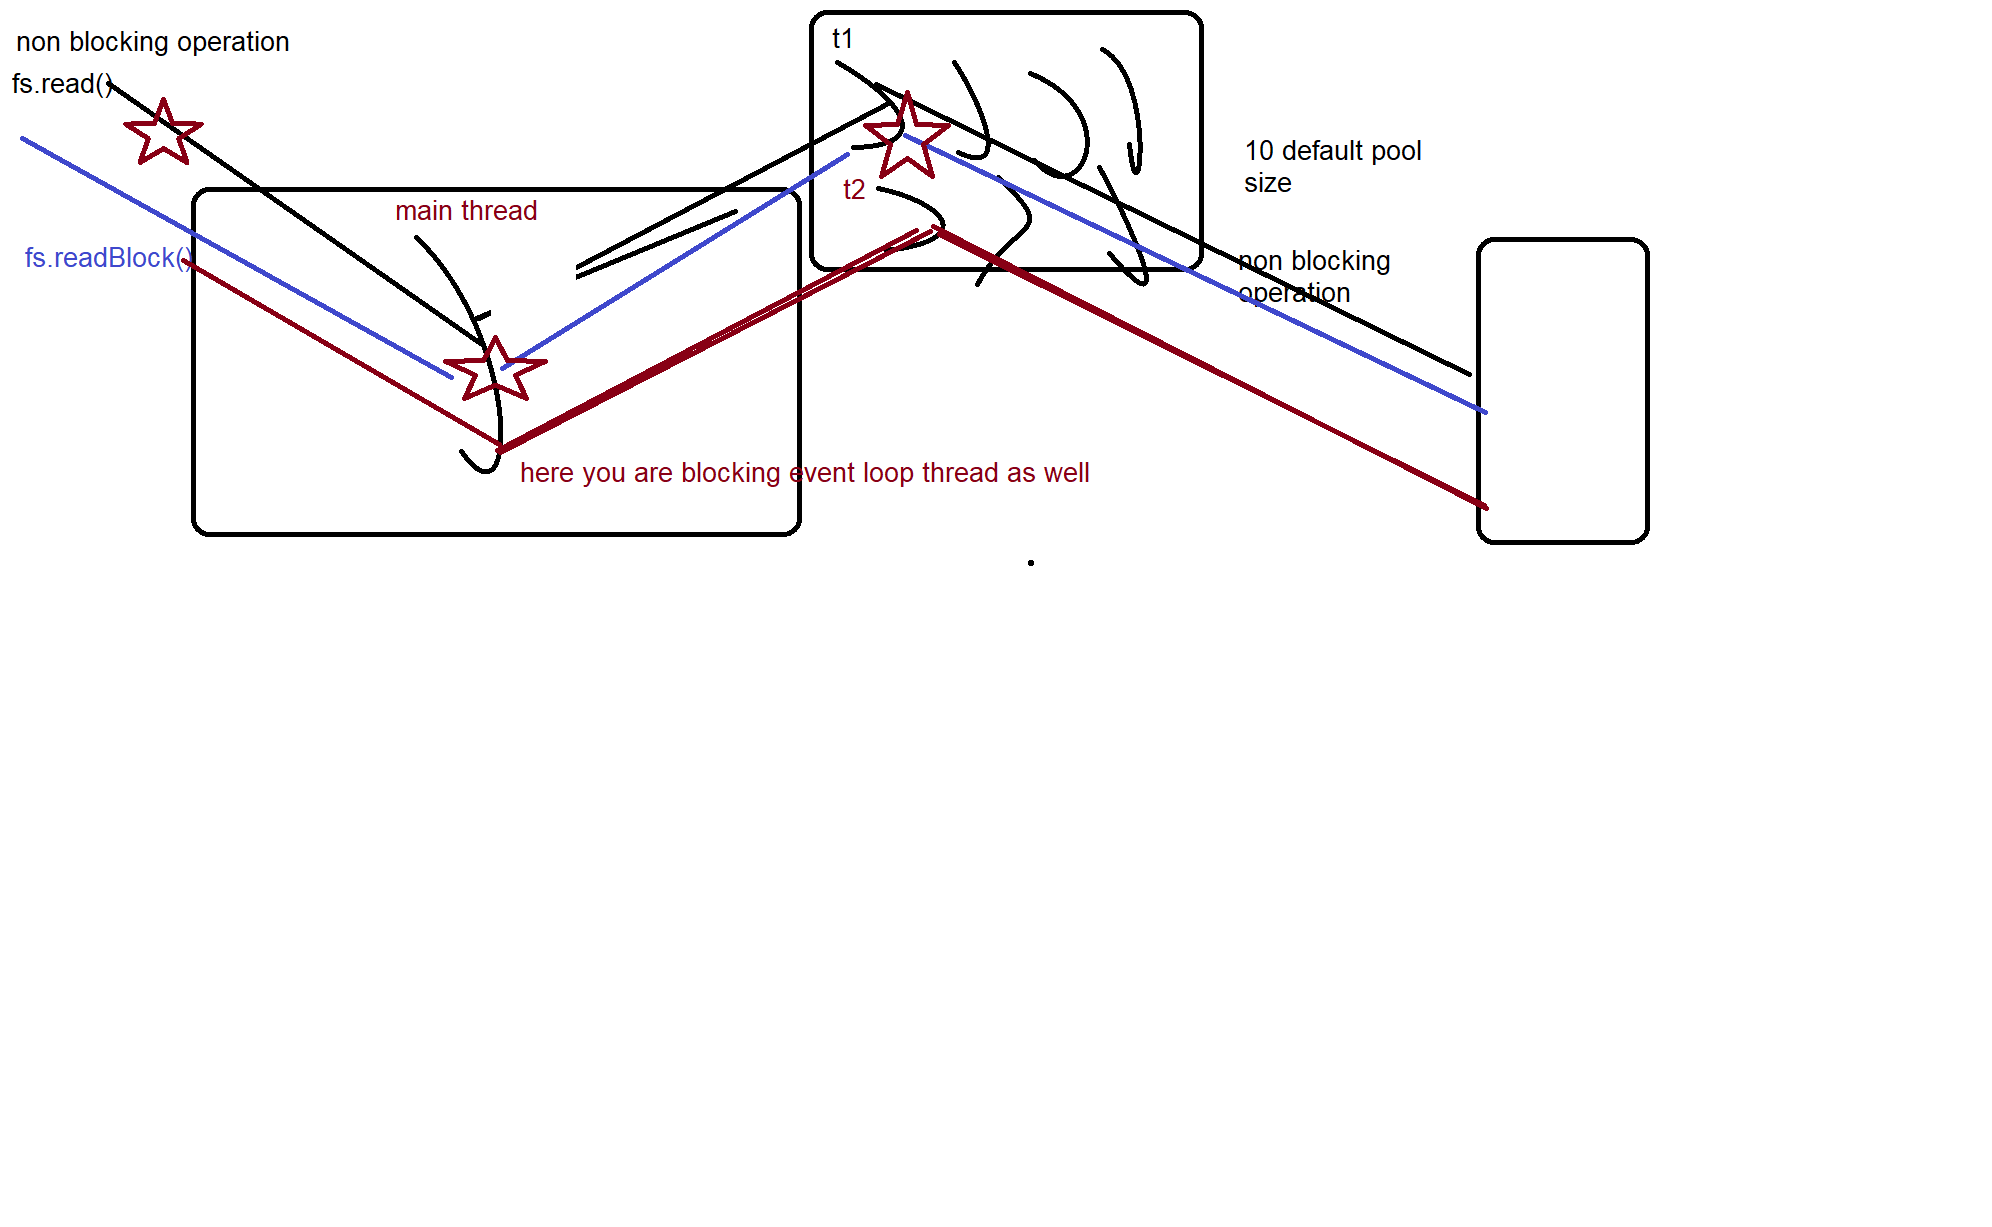 non blocking operation
fs.read()
fs.readBlock()
main thread
here you are blocking event loop thread as well
t1
t2
10 default pool
size
non blocking
operation